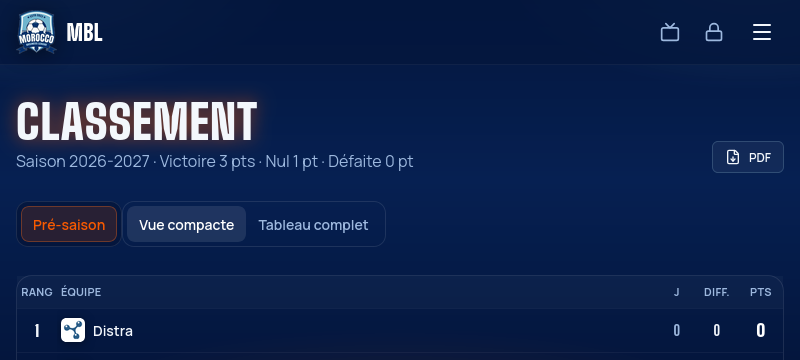 MOROCCO
MBL
CLASSEMENT
Saison 2026-2027 · Victoire 3 pts · Nul 1 pt · Défaite 0 pt
PDF
Pré-saison Vue compacte Tableau complet
RANG ÉQUIPE J DIFF. PTS
1 Distra 0 0 0